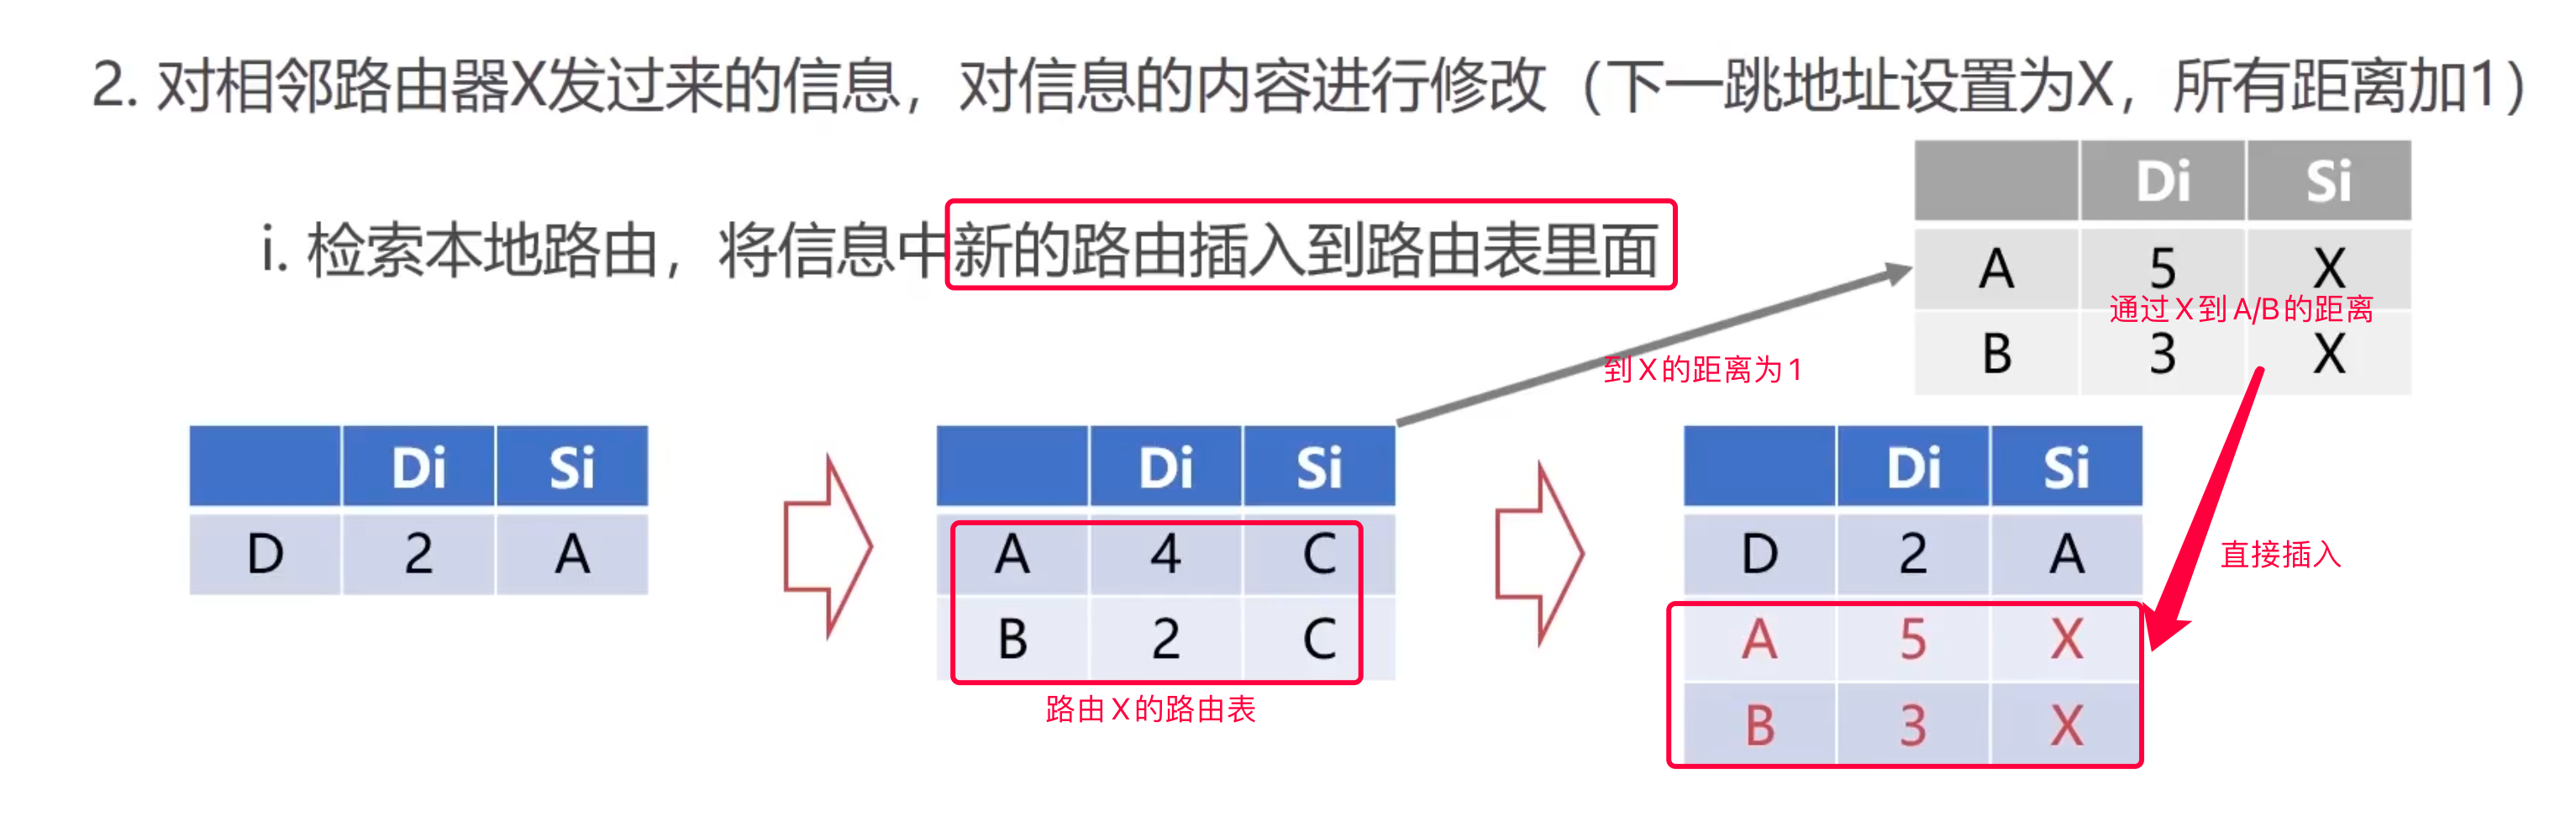 2. 对相邻路由器X发过来的信息，对信息的内容进行修改（下一跳地址设置为X，所有距离加1）
Di Si
A 5 X
通过X到A/B的距离
B 3 X
i. 检索本地路由，将信息中新的路由插入到路由表里面
到X的距离为1
Di Si
D 2 A
Di Si
A 4 C
B 2 C
路由X的路由表
Di Si
D 2 A
A 5 X
B 3 X
直接插入